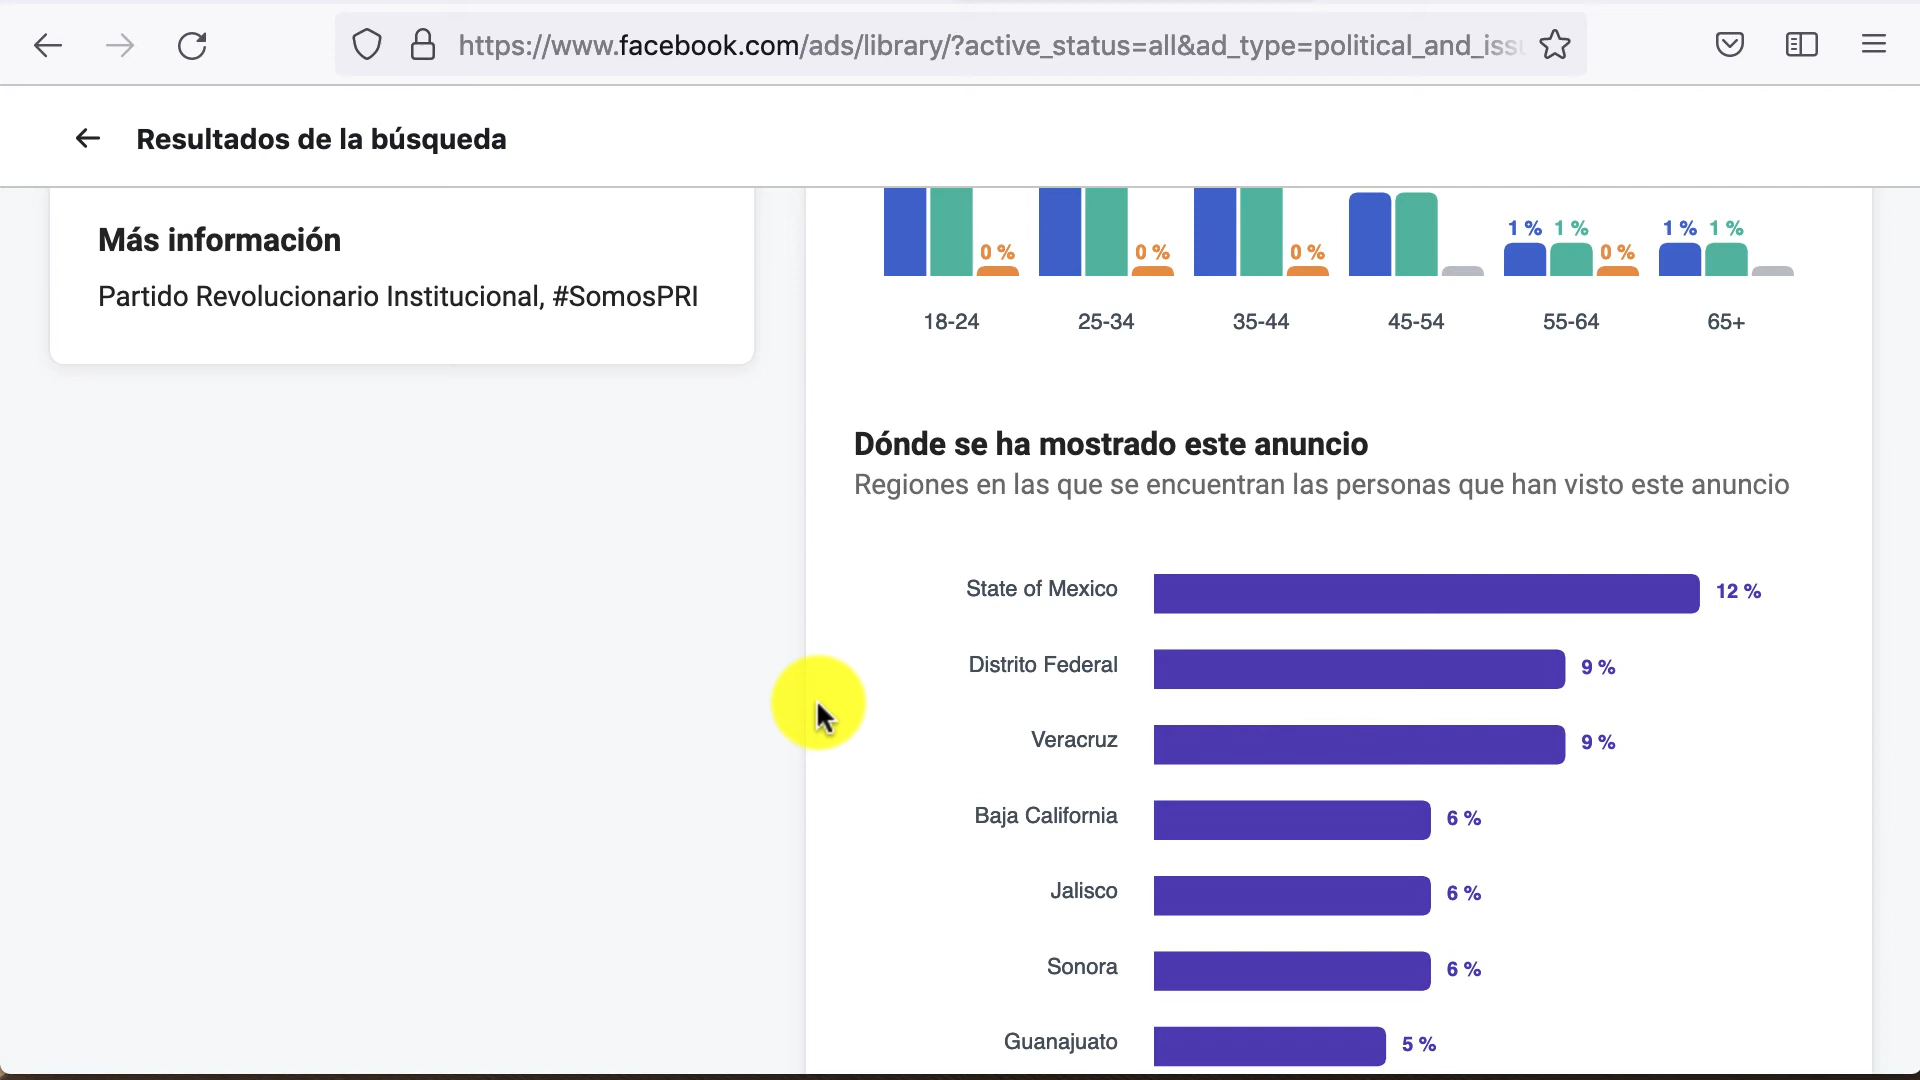 https://www.facebook.com/ads/library/?active_status=all&ad_type=political_and_issu
Resultados de la búsqueda
Más información
Partido Revolucionario Institucional, #SomosPRI
0 % 0 % 0 % 1 % 1 % 0 % 1 % 1 %
18-24 25-34 35-44 45-54 55-64 65+
Dónde se ha mostrado este anuncio
Regiones en las que se encuentran las personas que han visto este anuncio
State of Mexico 12 %
Distrito Federal 9 %
Veracruz 9 %
Baja California 6 %
Jalisco 6 %
Sonora 6 %
Guanajuato 5 %